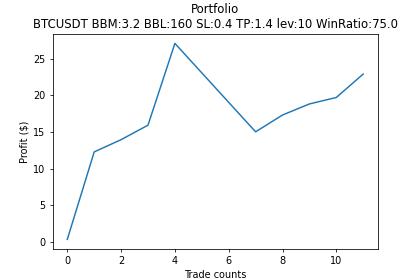 Portfolio
BTCUSDT BBM:3.2 BBL:160 SL:0.4 TP:1.4 lev:10 WinRatio:75.0
Profit ($)
25
20
15
10
5
0
0 2 4 6 8 10
Trade counts